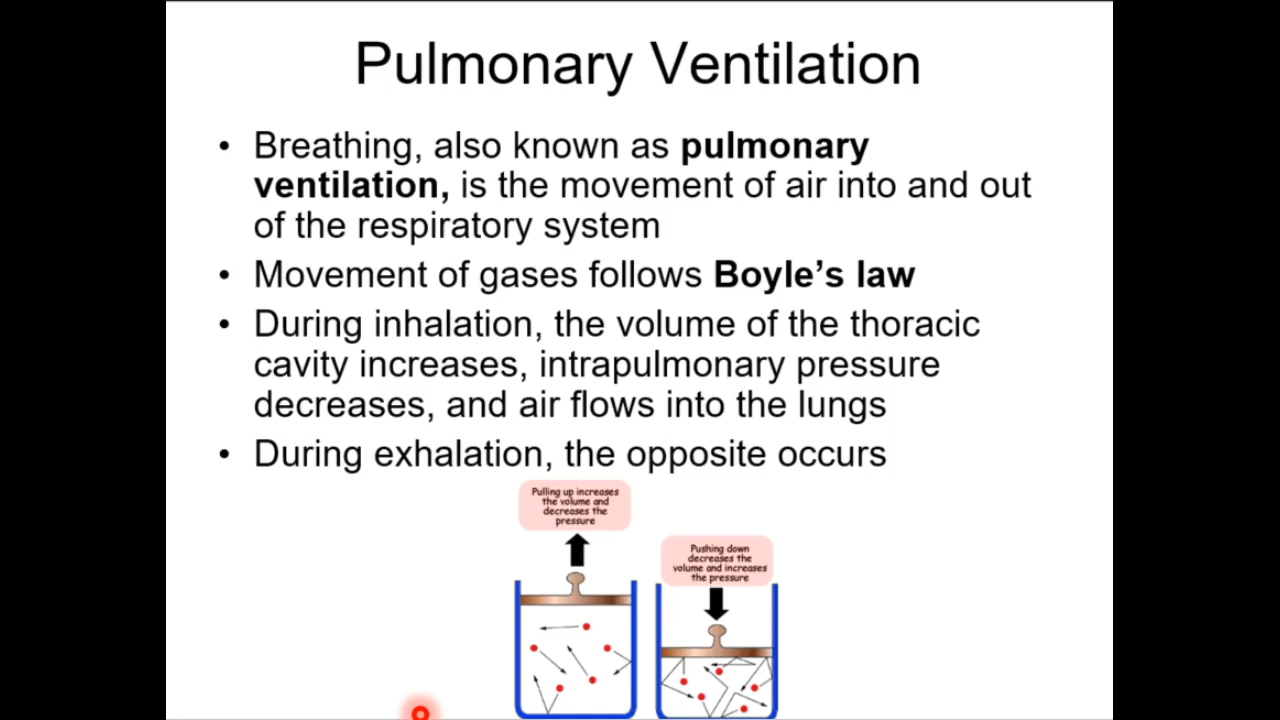 Pulmonary Ventilation
• Breathing, also known as pulmonary
ventilation, is the movement of air into and out
of the respiratory system
• Movement of gases follows Boyle’s law
• During inhalation, the volume of the thoracic
cavity increases, intrapulmonary pressure
decreases, and air flows into the lungs
• During exhalation, the opposite occurs
Pulling up increases
the volume and
decreases the
pressure
Pushing down
decreases the
volume and increases
the pressure